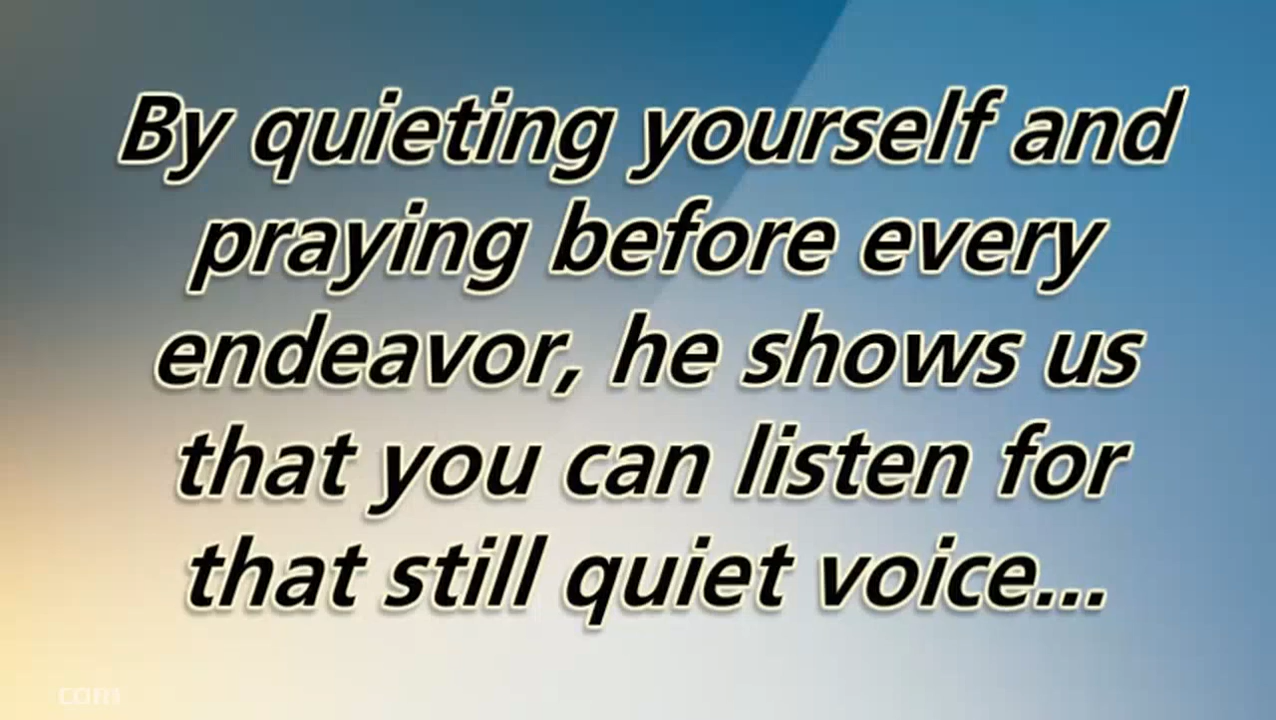 By quieting yourself and
praying before every
endeavor, he shows us
that you can listen for
that still quiet voice...
com